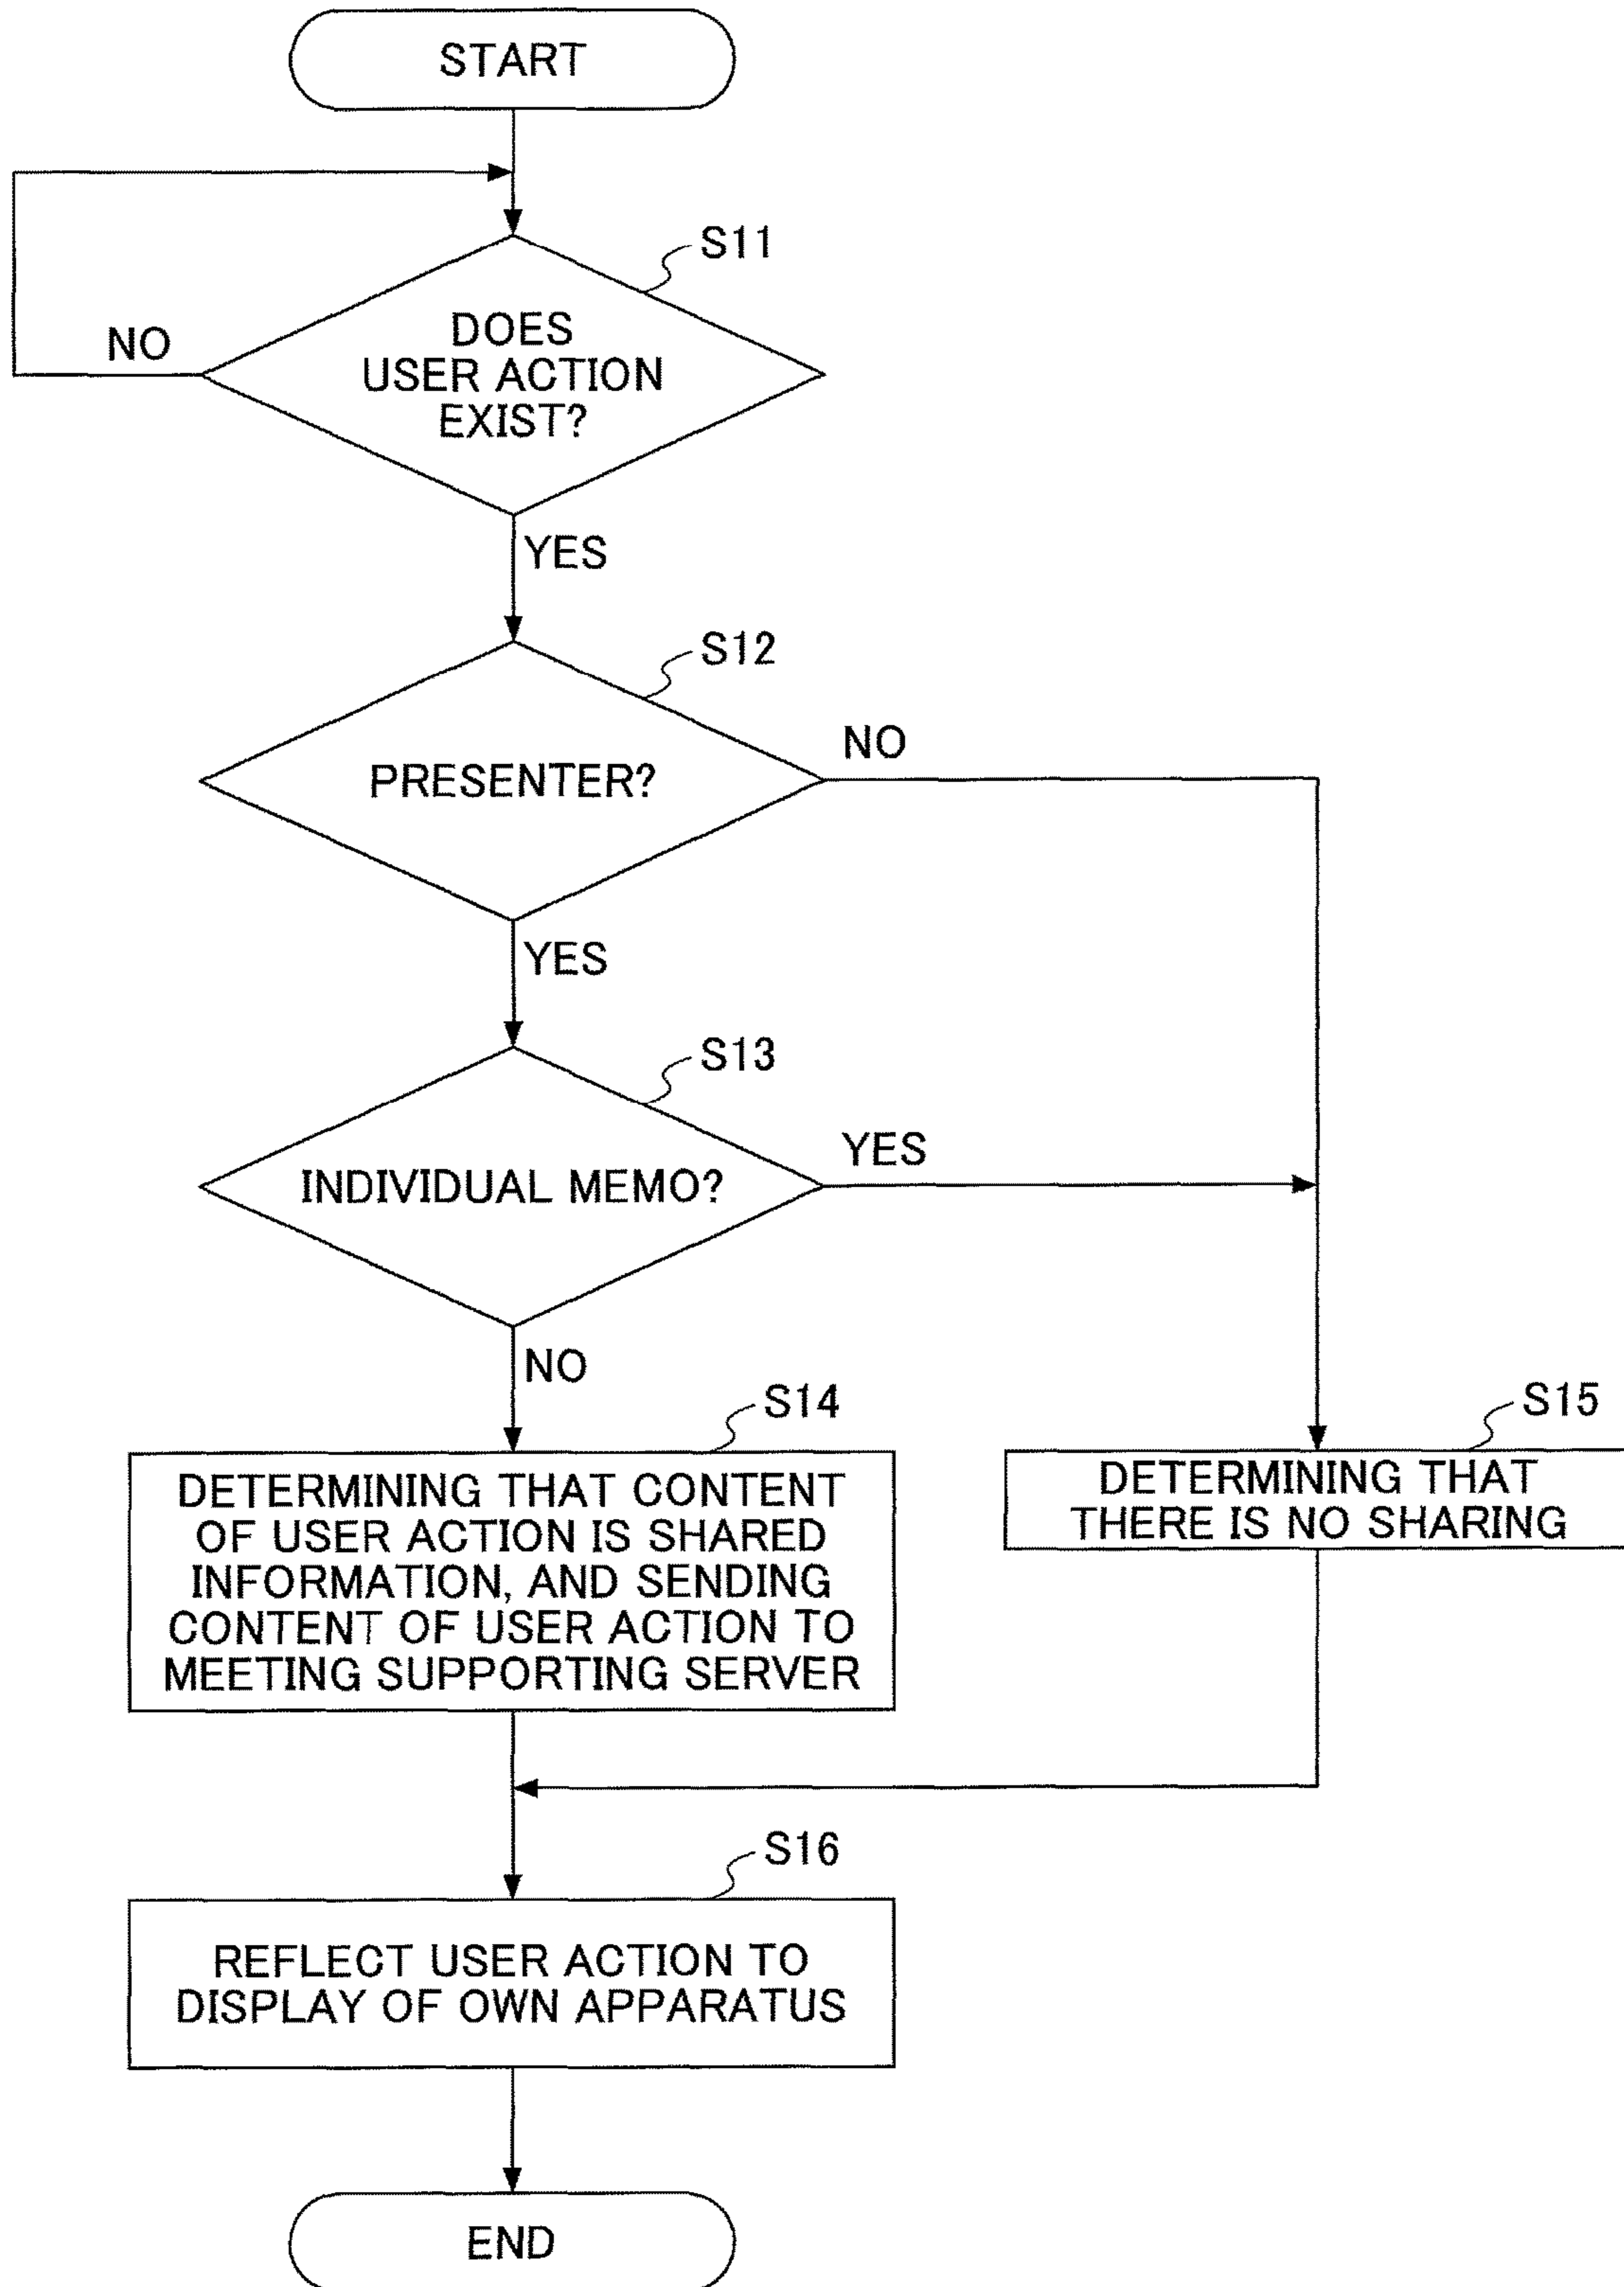 START
S11
DOES
USER ACTION
EXIST?
NO
YES
S12
PRESENTER?
NO
YES
S13
INDIVIDUAL MEMO?
YES
NO
S14
DETERMINING THAT CONTENT
OF USER ACTION IS SHARED
INFORMATION, AND SENDING
CONTENT OF USER ACTION TO
MEETING SUPPORTING SERVER
S15
DETERMINING THAT
THERE IS NO SHARING
S16
REFLECT USER ACTION TO
DISPLAY OF OWN APPARATUS
END